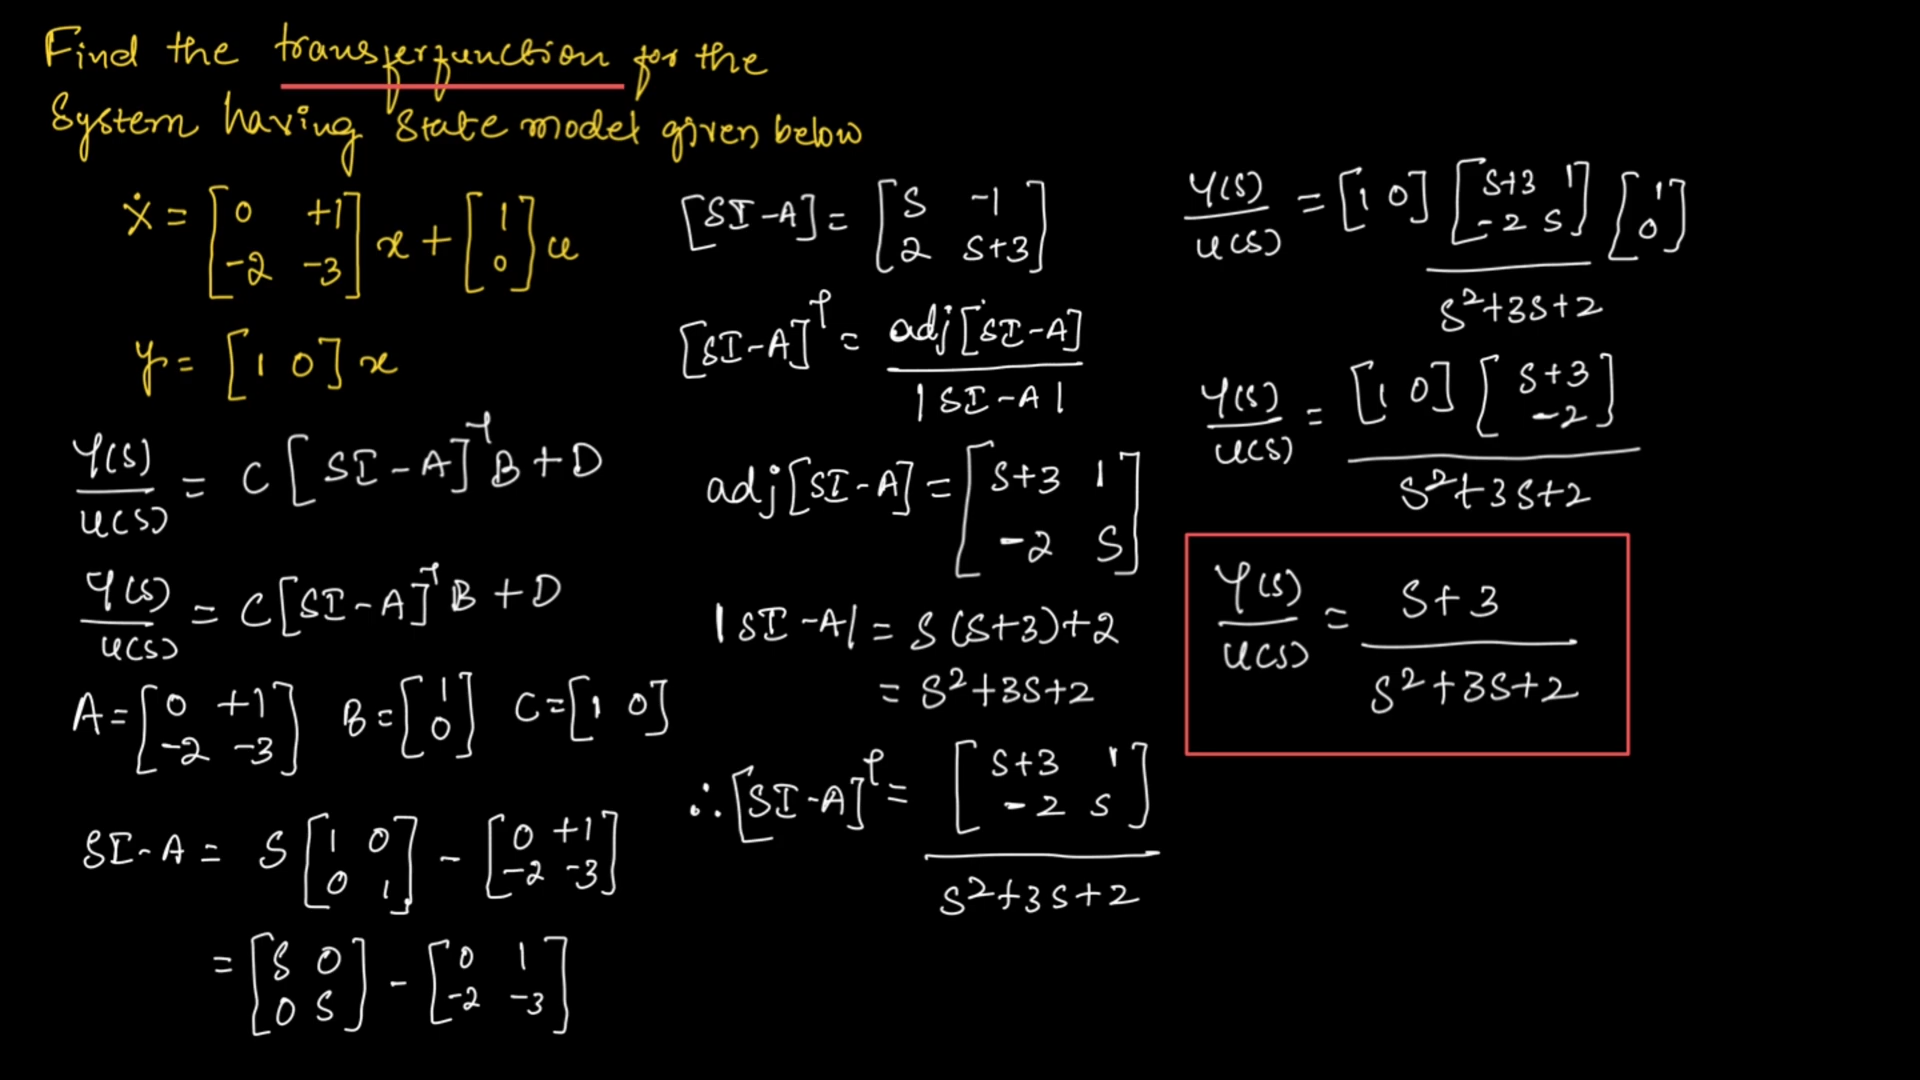 Find the transferfunction for the
System having State model given below
ẋ = [0 +1; -2 -3] x + [1; 0] u
y = [1 0] x
Y(s)/U(s) = C [SI - A]⁻¹ B + D
Y(s)/U(s) = C [SI - A]⁻¹ B + D
A = [0 +1; -2 -3] B = [1; 0] C = [1 0]
SI - A = S [1 0; 0 1] - [0 +1; -2 -3]
= [S 0; 0 S] - [0 1; -2 -3]
[SI - A] = [S -1; 2 S+3]
[SI - A]⁻¹ = adj [SI - A] / |SI - A|
adj [SI - A] = [S+3 1; -2 S]
|SI - A| = S (S+3) + 2
= S² + 3S + 2
∴ [SI - A]⁻¹ = [S+3 1; -2 S] / S² + 3S + 2
Y(s)/U(s) = [1 0] [S+3 1; -2 S] [1; 0] / S² + 3S + 2
Y(s)/U(s) = [1 0] [S+3; -2] / S² + 3S + 2
Y(s)/U(s) = S + 3 / S² + 3S + 2